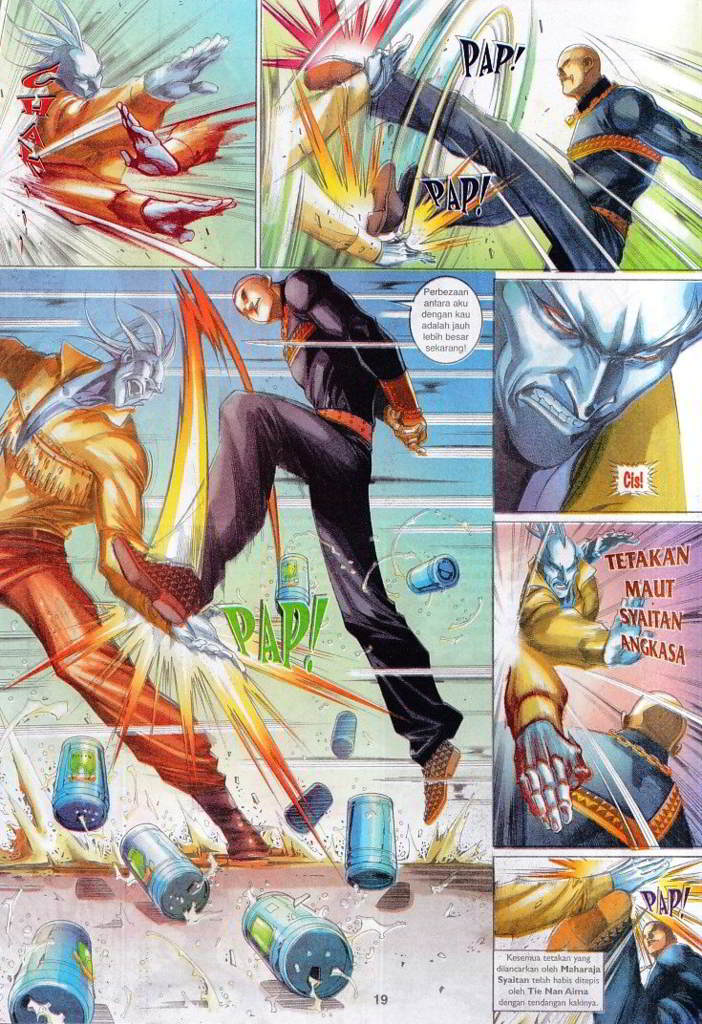 CHAK!
PAP!
PAP!
Perbezaan
antara aku
dengan kau
adalah jauh
lebih besar
sekarang!
PAP!
Cis!
TETAKAN
MAUT
SYAITAN
ANGKASA
PAP!
Kesemua tetakan yang
dilancarkan oleh Maharaja
Syaitan telah habis ditepis
oleh Tie Nan Aima
dengan tendangan kakinya.
19